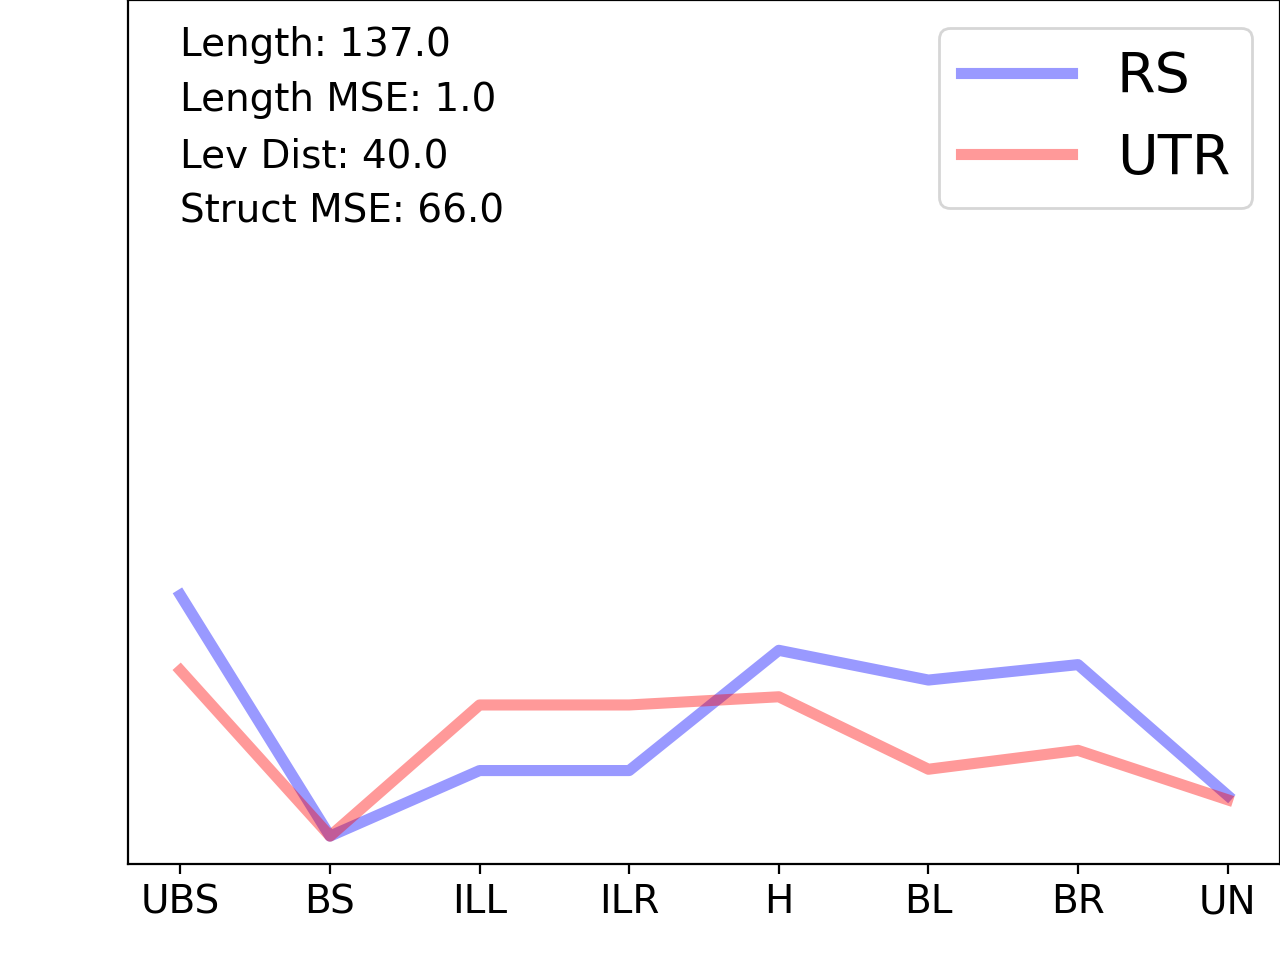 Length: 137.0
Length MSE: 1.0
Lev Dist: 40.0
Struct MSE: 66.0
RS
UTR
UBS BS ILL ILR H BL BR UN